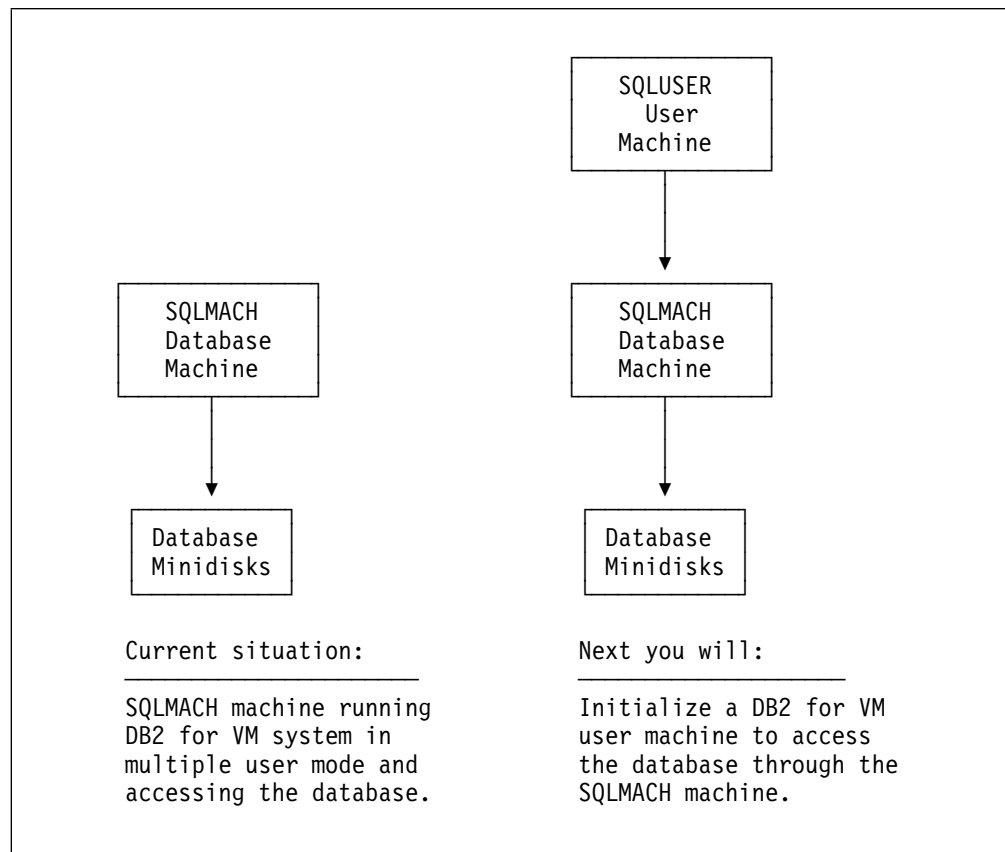 SQLUSER
User
Machine
SQLMACH
Database
Machine
SQLMACH
Database
Machine
Database
Minidisks
Database
Minidisks
Current situation:
SQLMACH machine running
DB2 for VM system in
multiple user mode and
accessing the database.
Next you will:
Initialize a DB2 for VM
user machine to access
the database through the
SQLMACH machine.